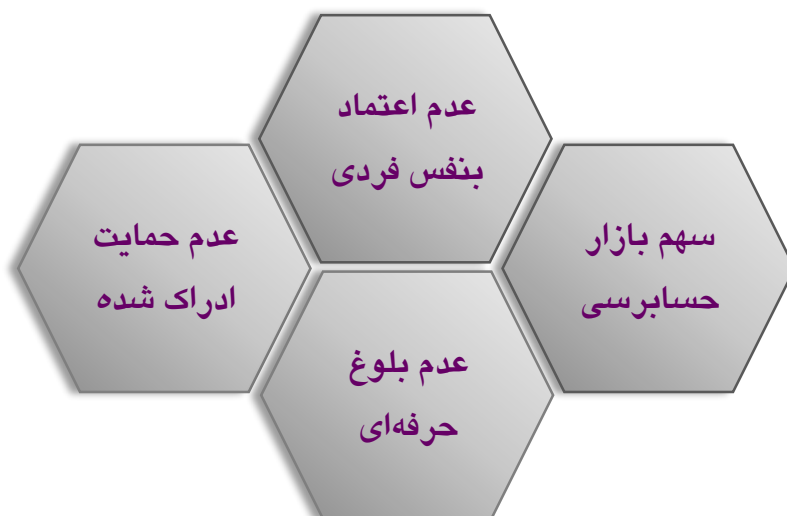 عدم اعتماد
بنفس فردی
سهم بازار
حسابرسی
عدم حمایت
ادراک شده
عدم بلوغ
حرفه‌ای